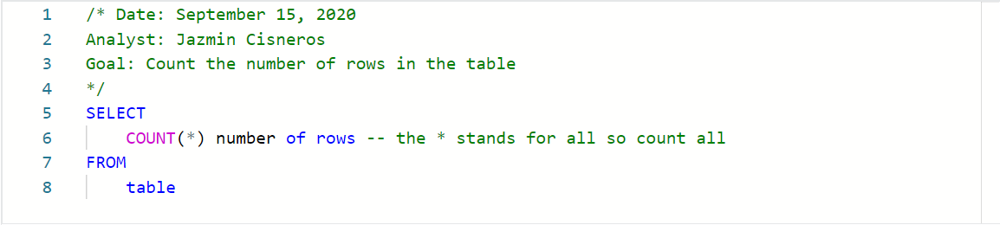 1 /* Date: September 15, 2020
2 Analyst: Jazmin Cisneros
3 Goal: Count the number of rows in the table
4 */
5 SELECT
6 COUNT(*) number of rows -- the * stands for all so count all
7 FROM
8 table